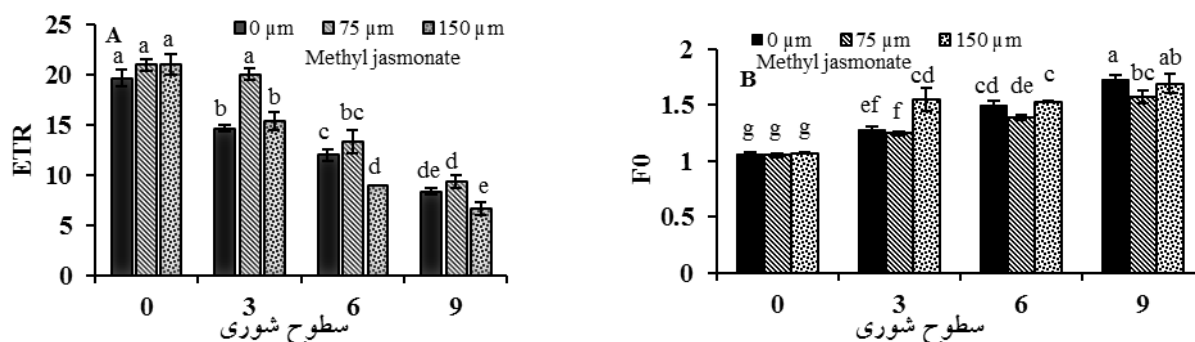 A
0 µm 75 µm 150 µm
Methyl jasmonate
ETR
25
20
15
10
5
0
a a a
b a b
c bc d
de d e
0 3 6 9
سطوح شوری
B
0 µm 75 µm 150 µm
Methyl jasmonate
F0
2
1.5
1
0.5
0
g g g
ef f cd
cd de c
a bc ab
0 3 6 9
سطوح شوری